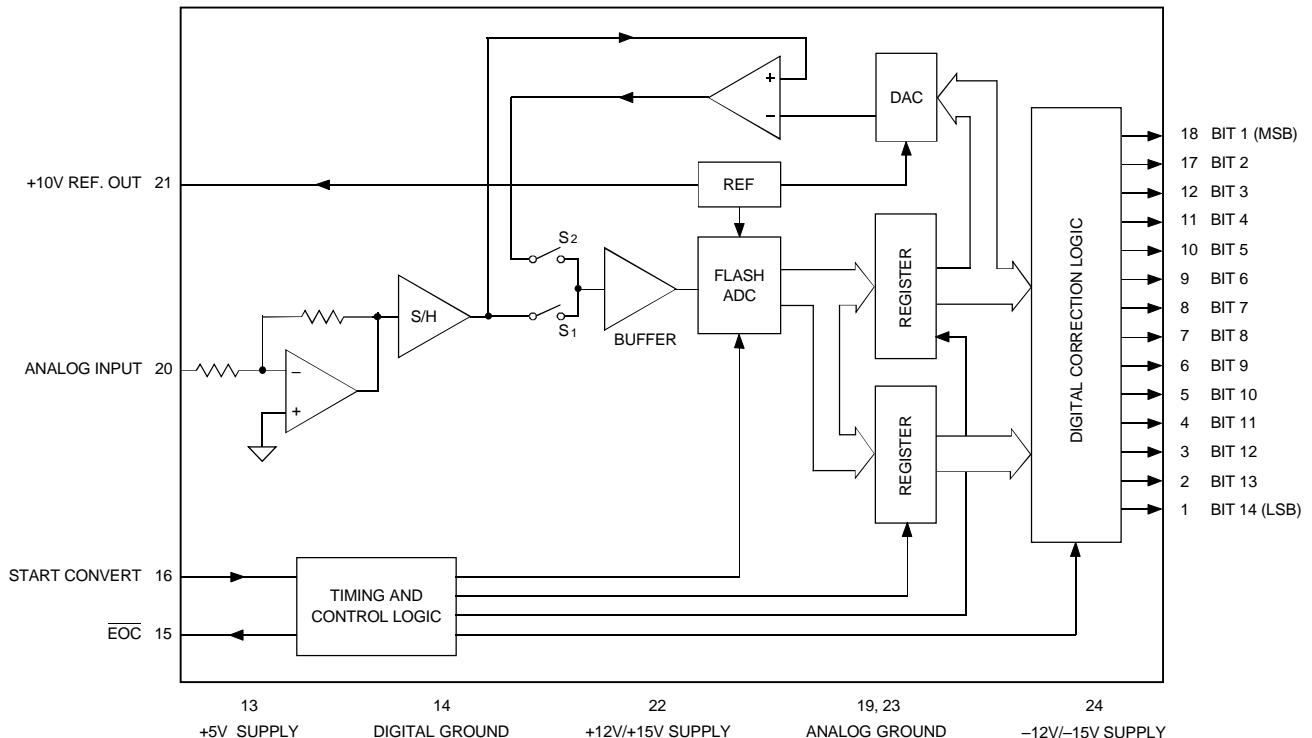 +
−
DAC
18 BIT 1 (MSB)
17 BIT 2
+10V REF. OUT 21
REF
12 BIT 3
11 BIT 4
10 BIT 5
S2
9 BIT 6
FLASH
ADC
REGISTER
DIGITAL CORRECTION LOGIC
8 BIT 7
S/H
S1
BUFFER
7 BIT 8
ANALOG INPUT 20
−
+
6 BIT 9
5 BIT 10
4 BIT 11
REGISTER
3 BIT 12
2 BIT 13
1 BIT 14 (LSB)
START CONVERT 16
TIMING AND
CONTROL LOGIC
EOC 15
13
+5V SUPPLY
14
DIGITAL GROUND
22
+12V/+15V SUPPLY
19, 23
ANALOG GROUND
24
–12V/–15V SUPPLY